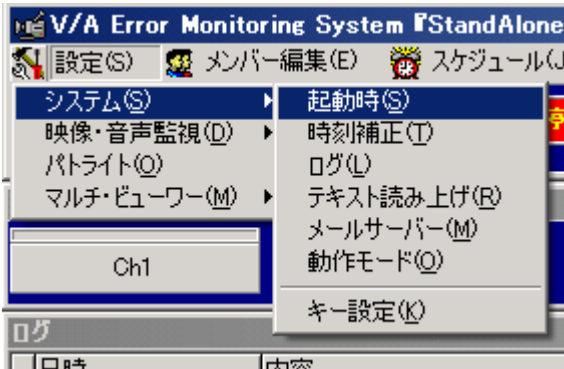 V/A Error Monitoring System『StandAlone
設定(S) メンバー編集(E) スケジュール(J
システム(S)
映像・音声監視(D)
パトライト(O)
マルチ・ビューワー(M)
起動時(S)
時刻補正(T)
ログ(L)
テキスト読み上げ(R)
メールサーバー(M)
動作モード(O)
キー設定(K)
Ch1
ログ
日時 内容